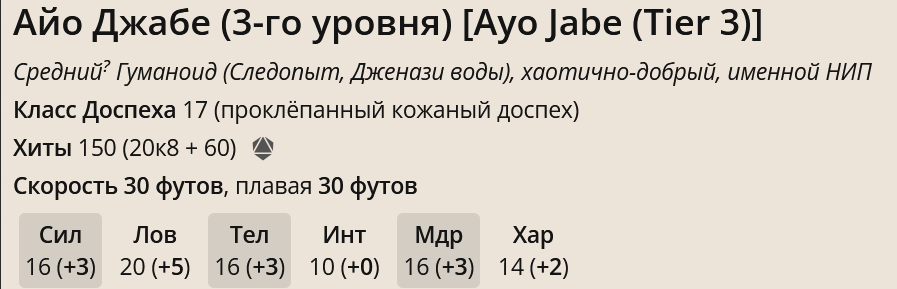 Айо Джабе (3-го уровня) [Ayo Jabe (Tier 3)]
Средний? Гуманоид (Следопыт, Дженази воды), хаотично-добрый, именной НИП
Класс Доспеха 17 (проклёпанный кожаный доспех)
Хиты 150 (20к8 + 60)
Скорость 30 футов, плавая 30 футов
Сил Лов Тел Инт Мдр Хар
16 (+3) 20 (+5) 16 (+3) 10 (+0) 16 (+3) 14 (+2)